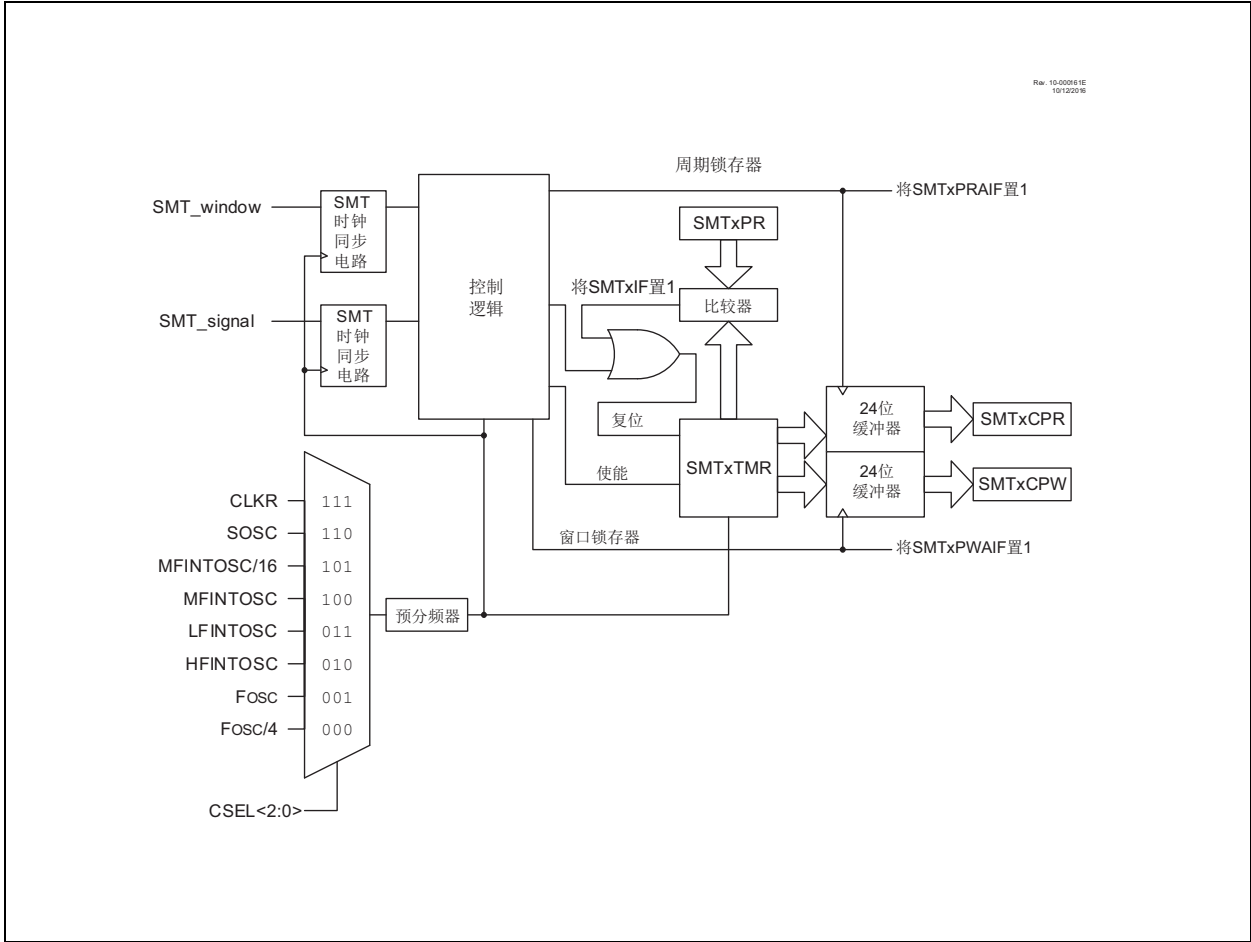 Rev. 10-000161E
10/12/2016
周期锁存器
将SMTxPRAIF置1
SMT_window
SMT
时钟
同步
电路
SMTxPR
控制
逻辑
将SMTxIF置1
比较器
SMT_signal
SMT
时钟
同步
电路
复位
24位
缓冲器
SMTxCPR
SMTxTMR
使能
24位
缓冲器
SMTxCPW
窗口锁存器
将SMTxPWAIF置1
CLKR 111
SOSC 110
MFINTOSC/16 101
MFINTOSC 100
预分频器
LFINTOSC 011
HFINTOSC 010
FOSC 001
FOSC/4 000
CSEL<2:0>